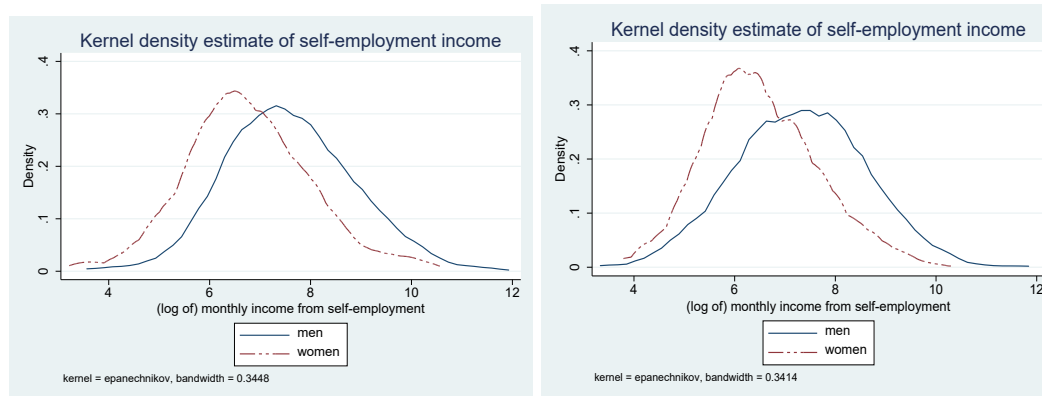 Kernel density estimate of self-employment income
.4
.3
.2
.1
0
Density
4 6 8 10 12
(log of) monthly income from self-employment
men
women
kernel = epanechnikov, bandwidth = 0.3448
Kernel density estimate of self-employment income
.4
.3
.2
.1
0
Density
4 6 8 10 12
(log of) monthly income from self-employment
men
women
kernel = epanechnikov, bandwidth = 0.3414